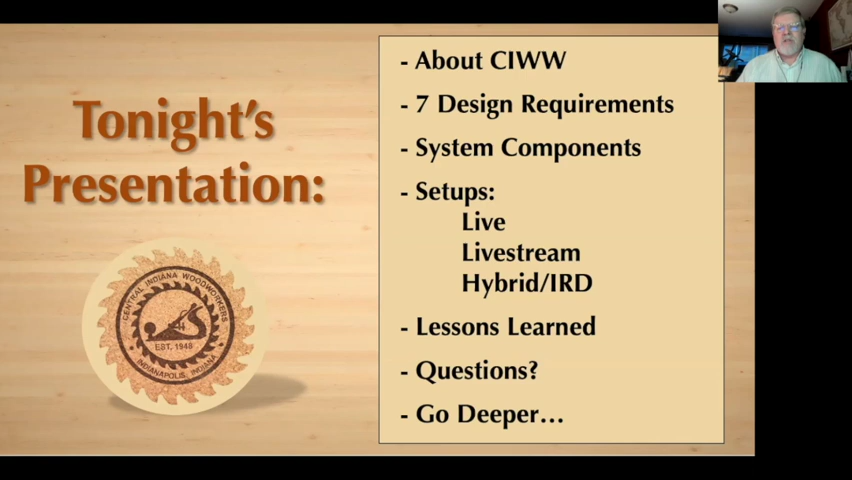 Tonight's
Presentation:
CENTRAL INDIANA WOODWORKERS
EST. 1948
INDIANAPOLIS, INDIANA
- About CIWW
- 7 Design Requirements
- System Components
- Setups:
Live
Livestream
Hybrid/IRD
- Lessons Learned
- Questions?
- Go Deeper...